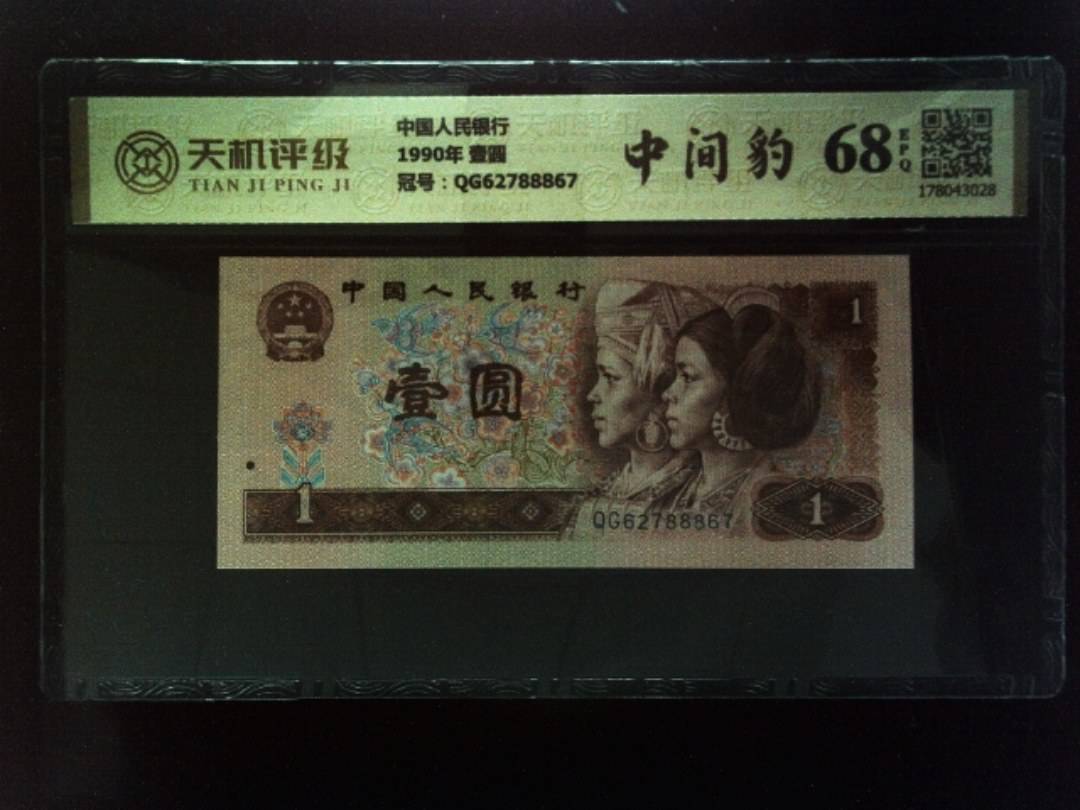 天机评级
TIAN JI PING JI
中国人民银行
1990年 壹圆
冠号：QG62788867
中间豹 68 EPQ
178043028
中国人民银行
1
壹圆
1
QG62788867
1